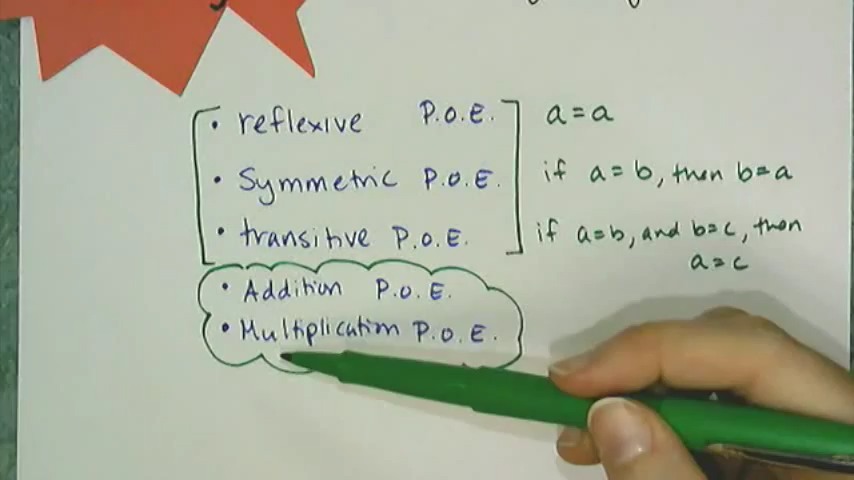 • reflexive P.O.E. a=a
• Symmetric P.O.E. if a=b, then b=a
• transitive P.O.E. if a=b, and b=c, then
a=c
• Addition P.O.E.
• Multiplication P.O.E.